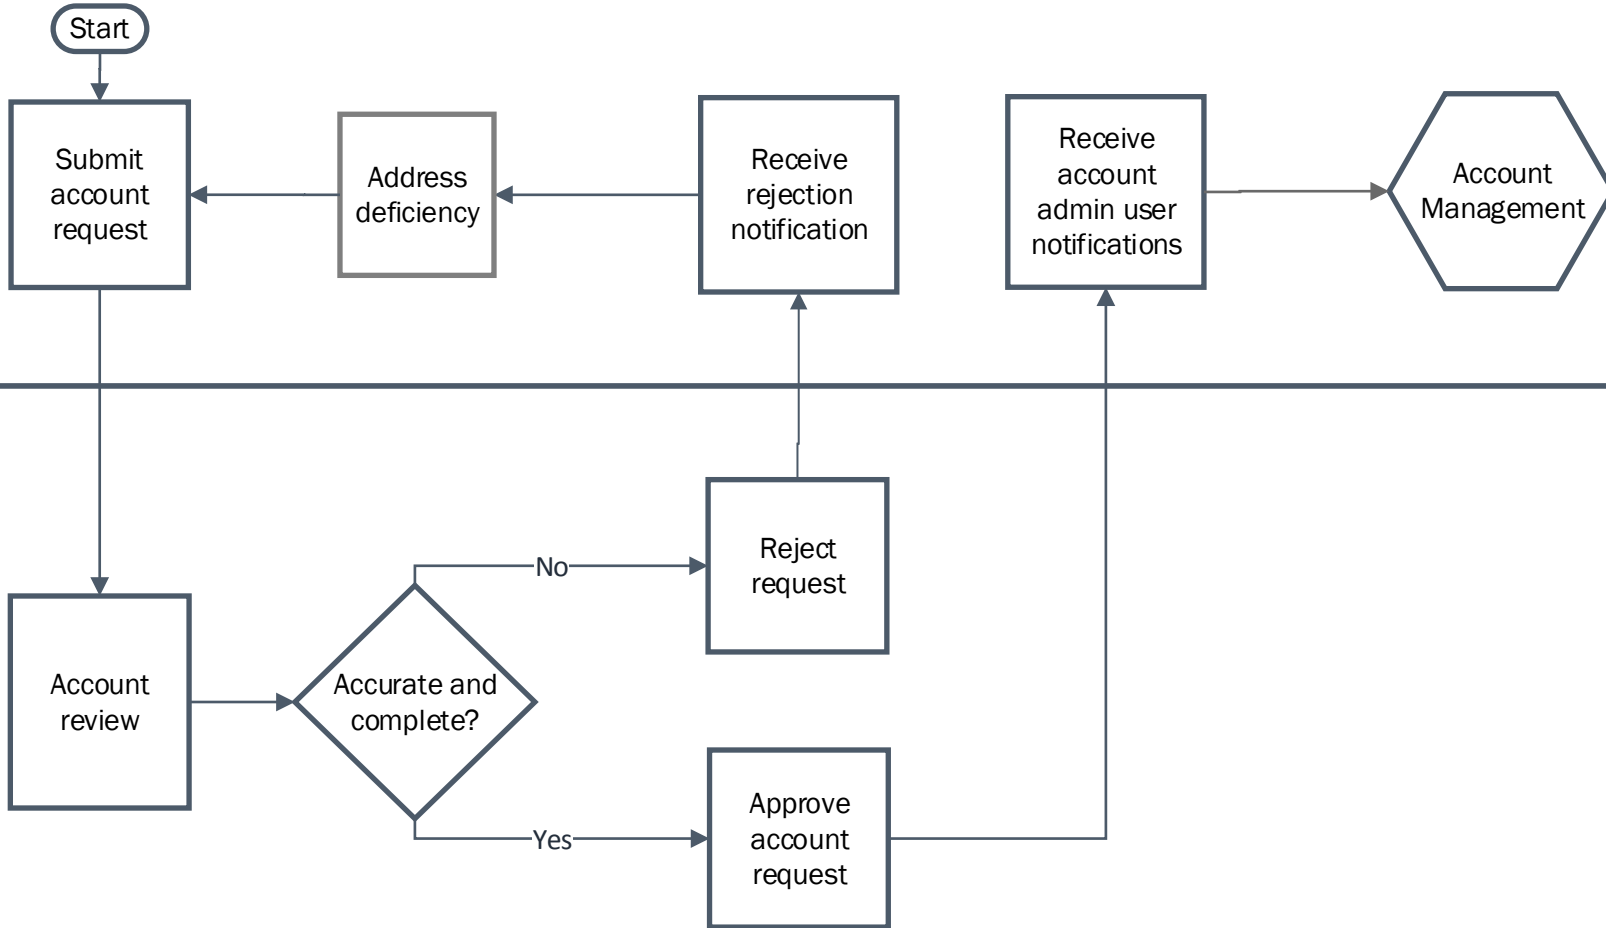 Start
Submit
account
request
Address
deficiency
Receive
rejection
notification
Receive
account
admin user
notifications
Account
Management
No
Reject
request
Account
review
Accurate and
complete?
Yes
Approve
account
request